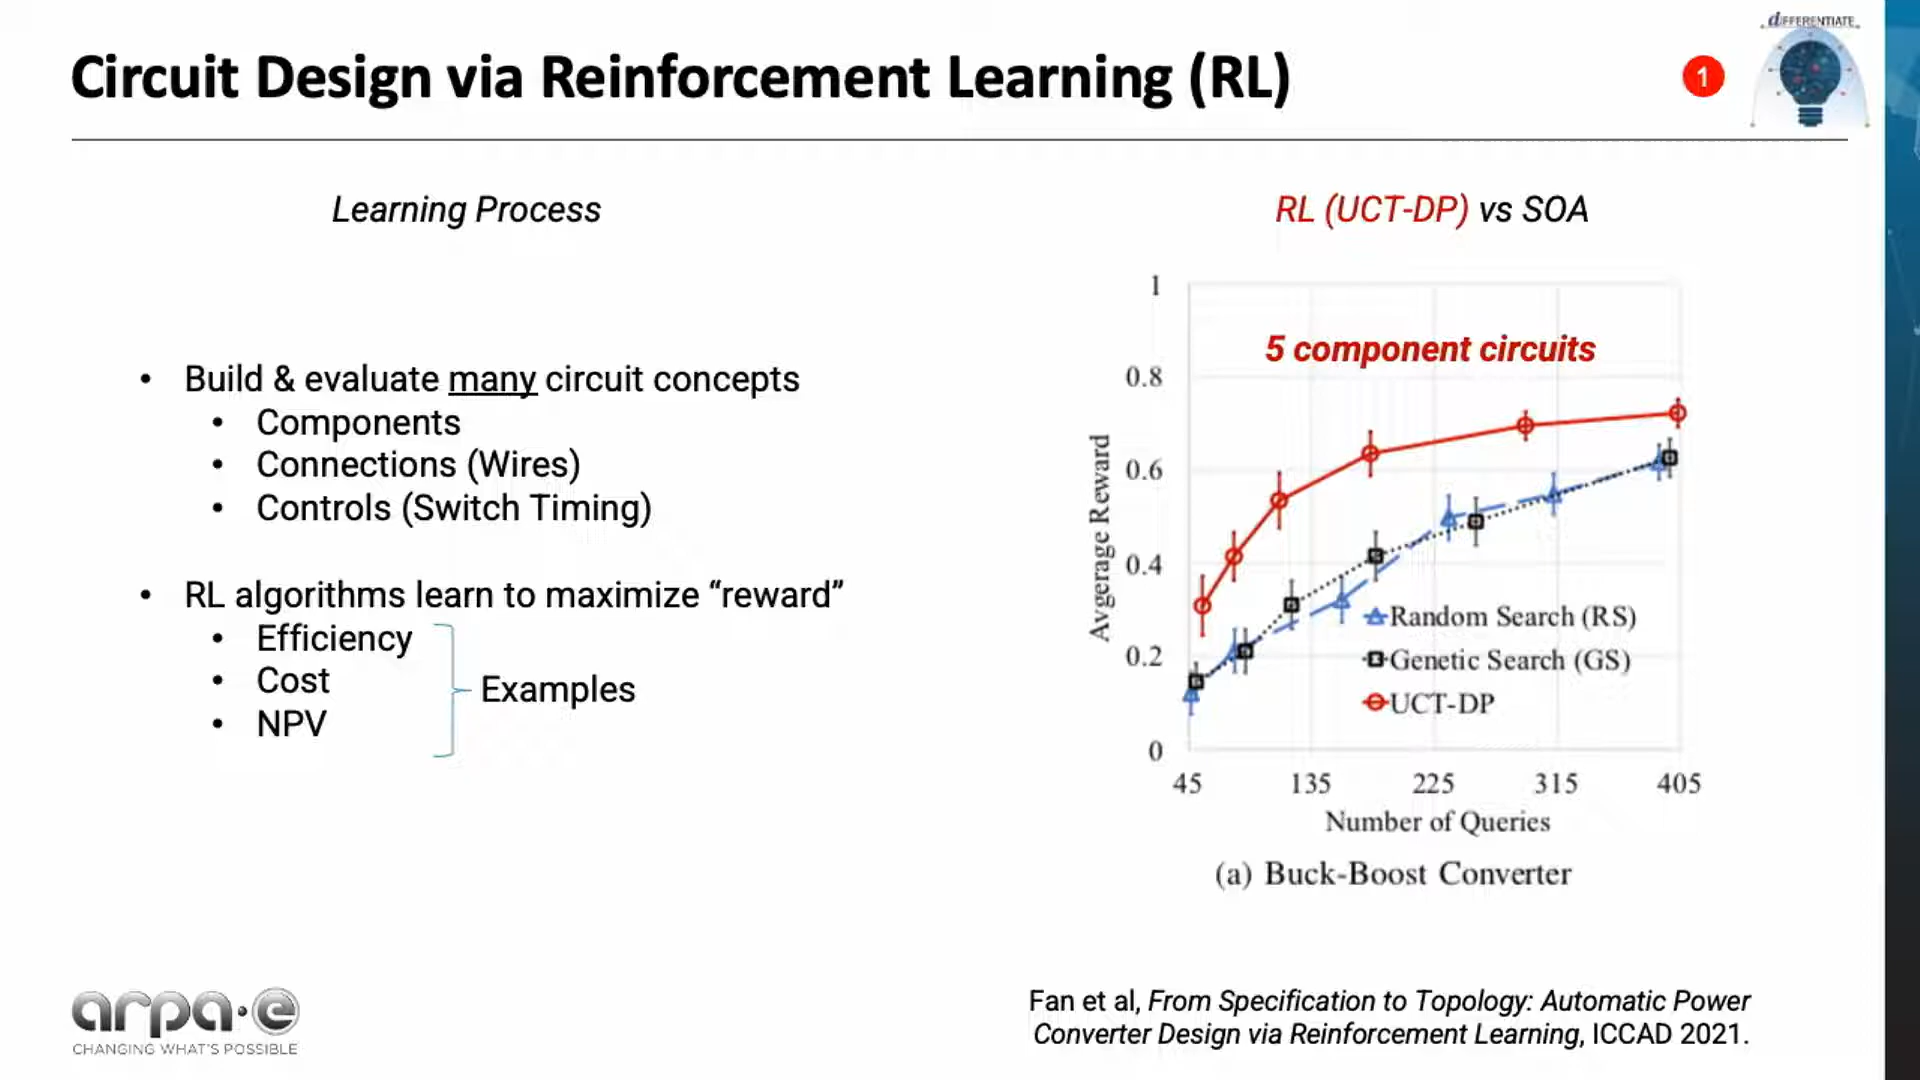 dIFFERENTIATE
Circuit Design via Reinforcement Learning (RL)
1
Learning Process
• Build & evaluate many circuit concepts
• Components
• Connections (Wires)
• Controls (Switch Timing)
• RL algorithms learn to maximize “reward”
• Efficiency
• Cost
• NPV
Examples
RL (UCT-DP) vs SOA
5 component circuits
1
0.8
0.6
0.4
0.2
0
Avgerage Reward
Random Search (RS)
Genetic Search (GS)
UCT-DP
45 135 225 315 405
Number of Queries
(a) Buck-Boost Converter
arpa·e
CHANGING WHAT'S POSSIBLE
Fan et al, From Specification to Topology: Automatic Power
Converter Design via Reinforcement Learning, ICCAD 2021.